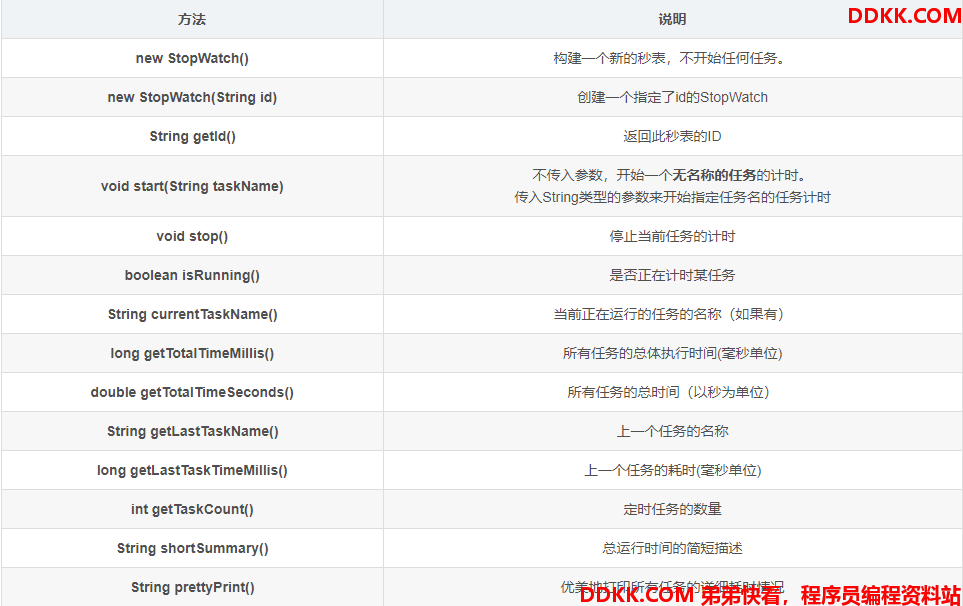 方法 说明
DDKK.COM
new StopWatch() 构建一个新的秒表，不开始任何任务。
new StopWatch(String id) 创建一个指定了id的StopWatch
String getId() 返回此秒表的ID
void start(String taskName) 不传入参数，开始一个无名称的任务的计时。
传入String类型的参数来开始指定任务名的任务计时
void stop() 停止当前任务的计时
boolean isRunning() 是否正在计时某任务
String currentTaskName() 当前正在运行的任务的名称（如果有）
long getTotalTimeMillis() 所有任务的总体执行时间(毫秒单位)
double getTotalTimeSeconds() 所有任务的总时间（以秒为单位）
String getLastTaskName() 上一个任务的名称
long getLastTaskTimeMillis() 上一个任务的耗时(毫秒单位)
int getTaskCount() 定时任务的数量
String shortSummary() 总运行时间的简短描述
String prettyPrint() 优美地打印所有任务的详细耗时情况
DDKK.COM 弟弟快看，程序员编程资料站